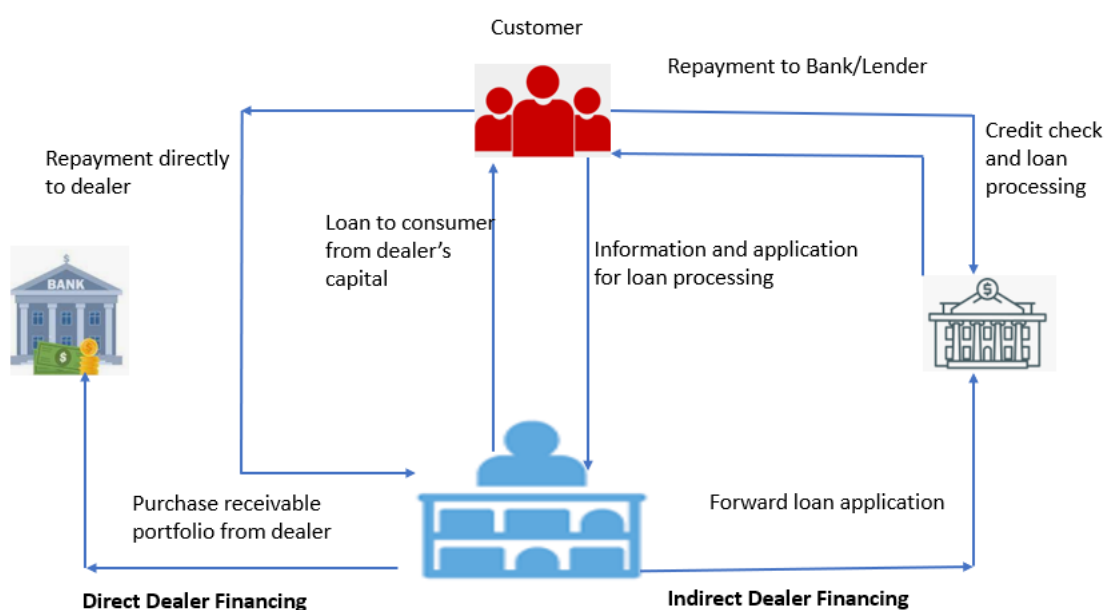 Customer
Repayment to Bank/Lender
Credit check
and loan
processing
Repayment directly
to dealer
Loan to consumer
from dealer's
capital
Information and application
for loan processing
$
BANK
$
$
Purchase receivable
portfolio from dealer
Forward loan application
Direct Dealer Financing
Indirect Dealer Financing